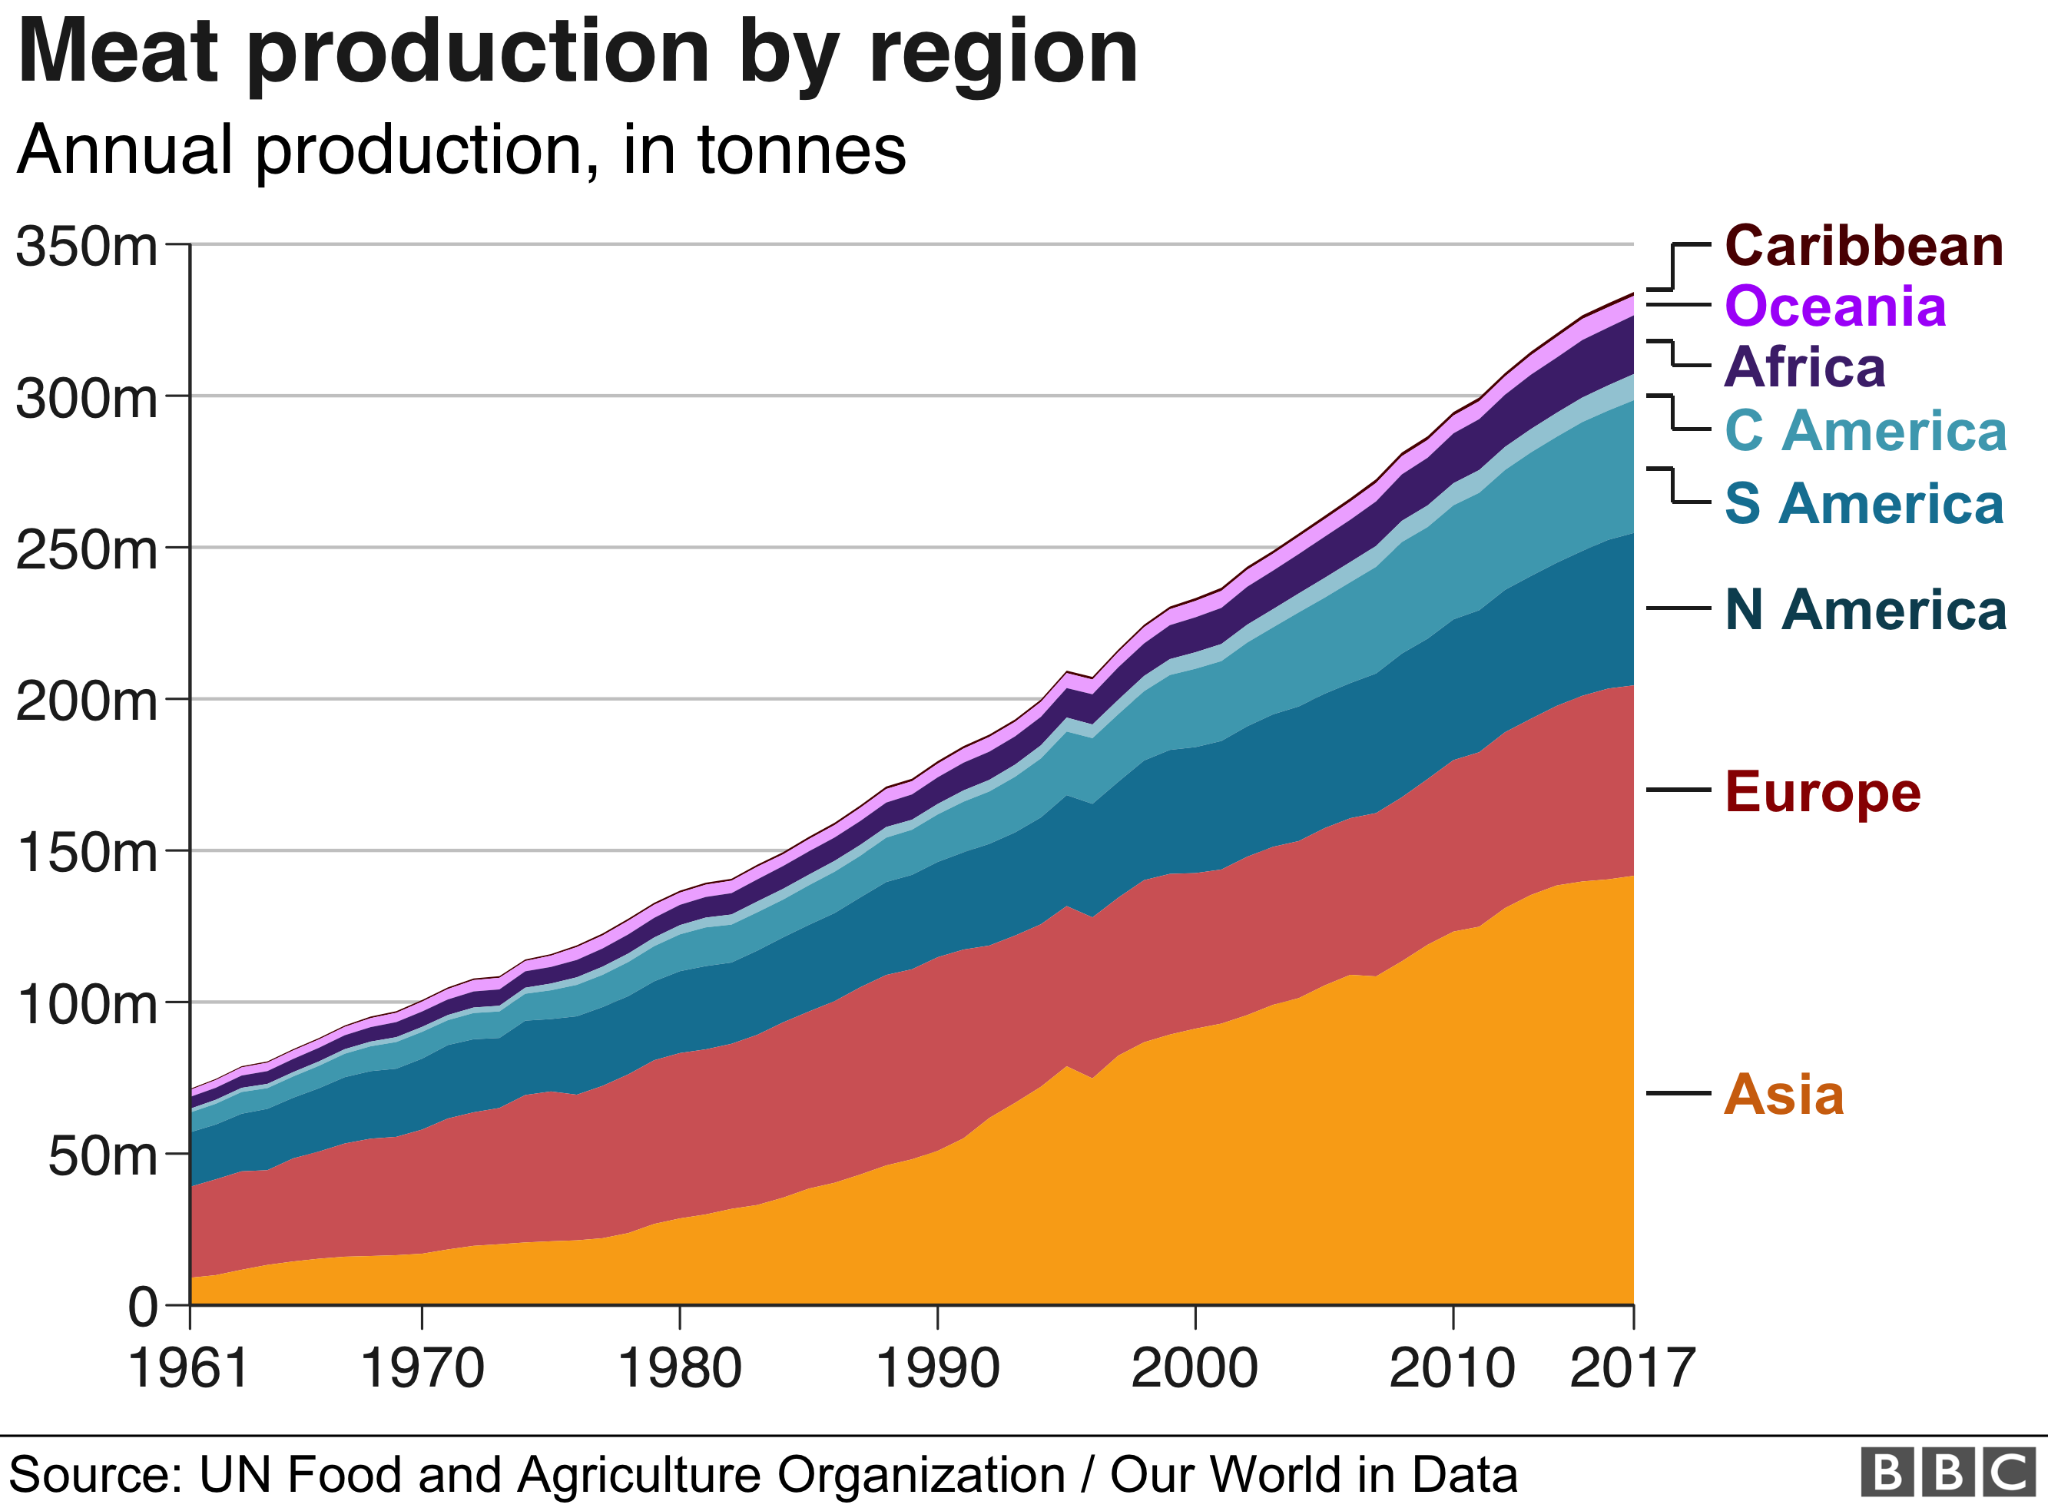 Meat production by region
Annual production, in tonnes
350m
300m
250m
200m
150m
100m
50m
0
1961
1970
1980
1990
2000
2010
2017
Caribbean
Oceania
Africa
C America
S America
N America
Europe
Asia
Source: UN Food and Agriculture Organization / Our World in Data
BBC